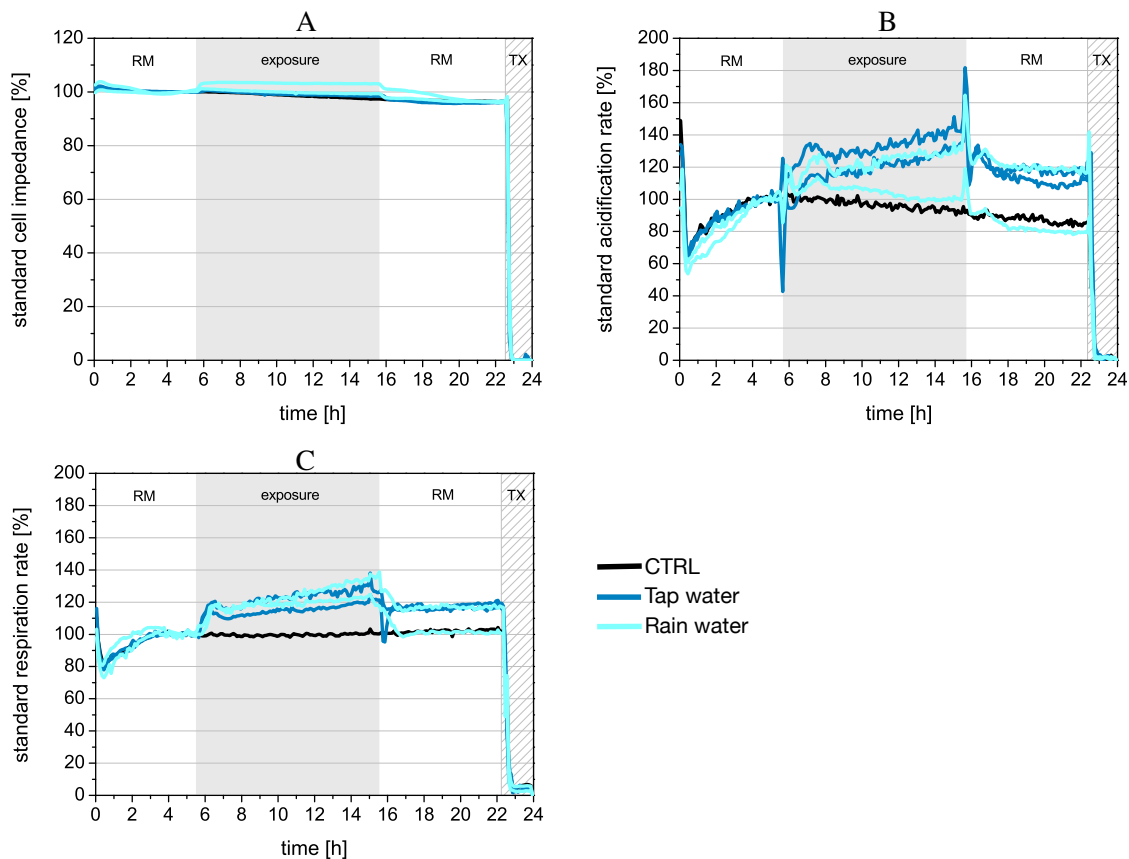 A
standard cell impedance [%]
120
100
80
60
40
20
0
RM
exposure
RM
TX
0 2 4 6 8 10 12 14 16 18 20 22 24
time [h]
B
standard acidification rate [%]
200
180
160
140
120
100
80
60
40
20
0
RM
exposure
RM
TX
0 2 4 6 8 10 12 14 16 18 20 22 24
time [h]
C
standard respiration rate [%]
200
180
160
140
120
100
80
60
40
20
0
RM
exposure
RM
TX
0 2 4 6 8 10 12 14 16 18 20 22 24
time [h]
CTRL
Tap water
Rain water